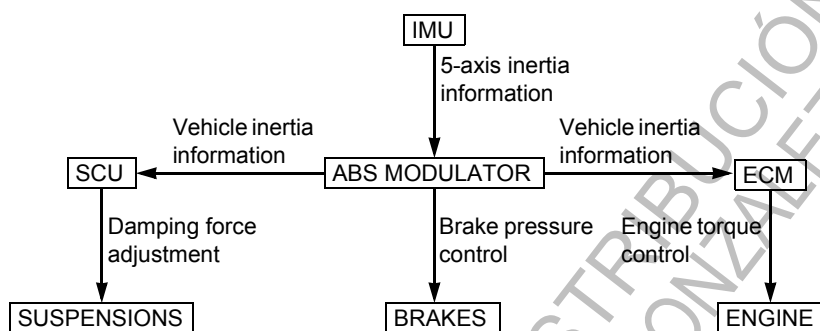 IMU
5-axis inertia
information
Vehicle inertia
information
Vehicle inertia
information
SCU
ABS MODULATOR
ECM
Damping force
adjustment
Brake pressure
control
Engine torque
control
SUSPENSIONS
BRAKES
ENGINE